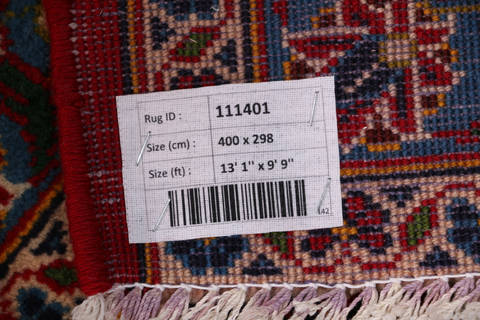 Rug ID : 111401
Size (cm) : 400 x 298
Size (ft) : 13' 1'' x 9' 9''